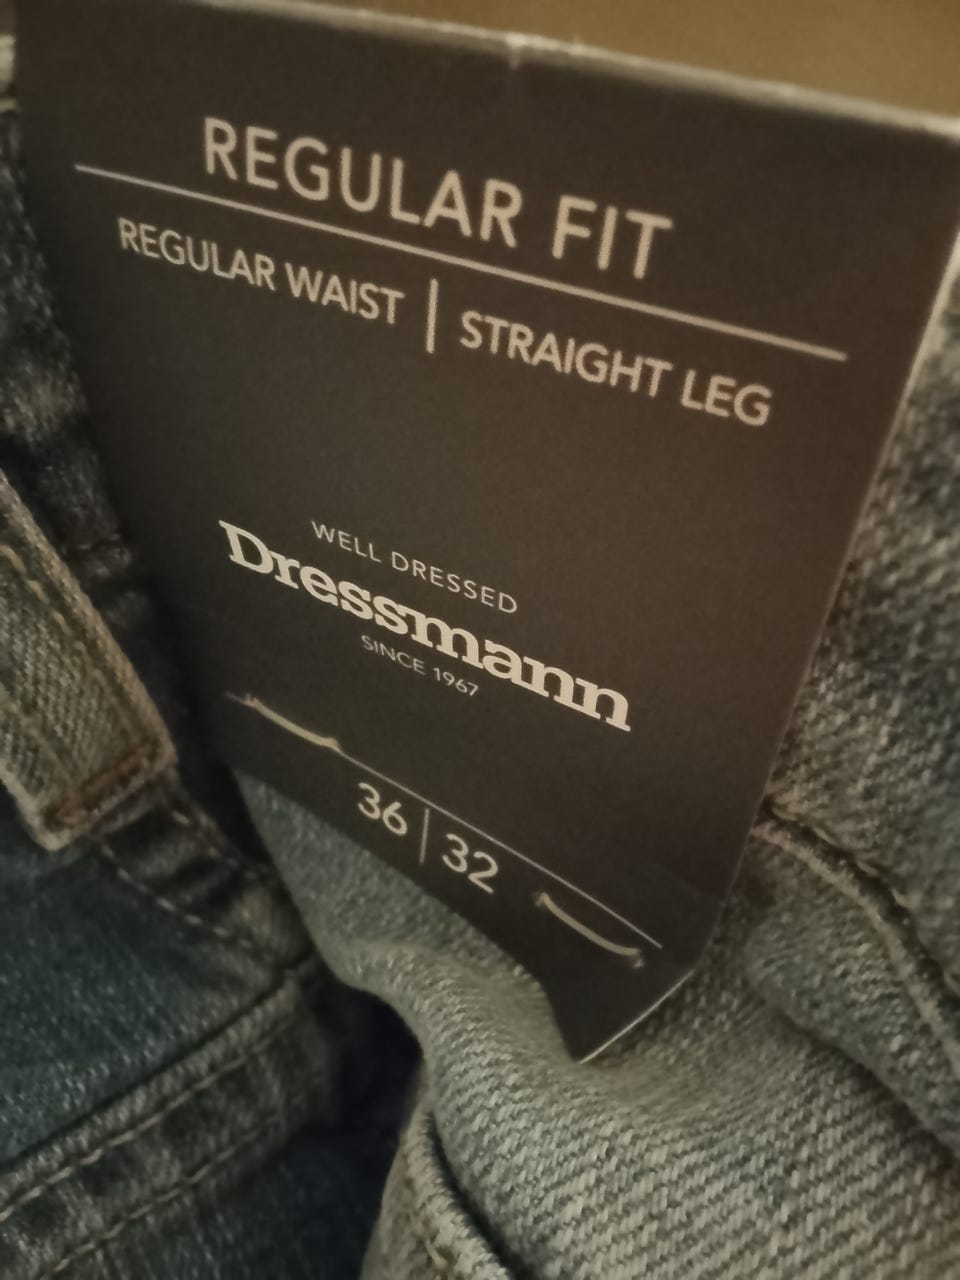 REGULAR FIT
REGULAR WAIST | STRAIGHT LEG
WELL DRESSED
Dressmann
SINCE 1967
36 | 32